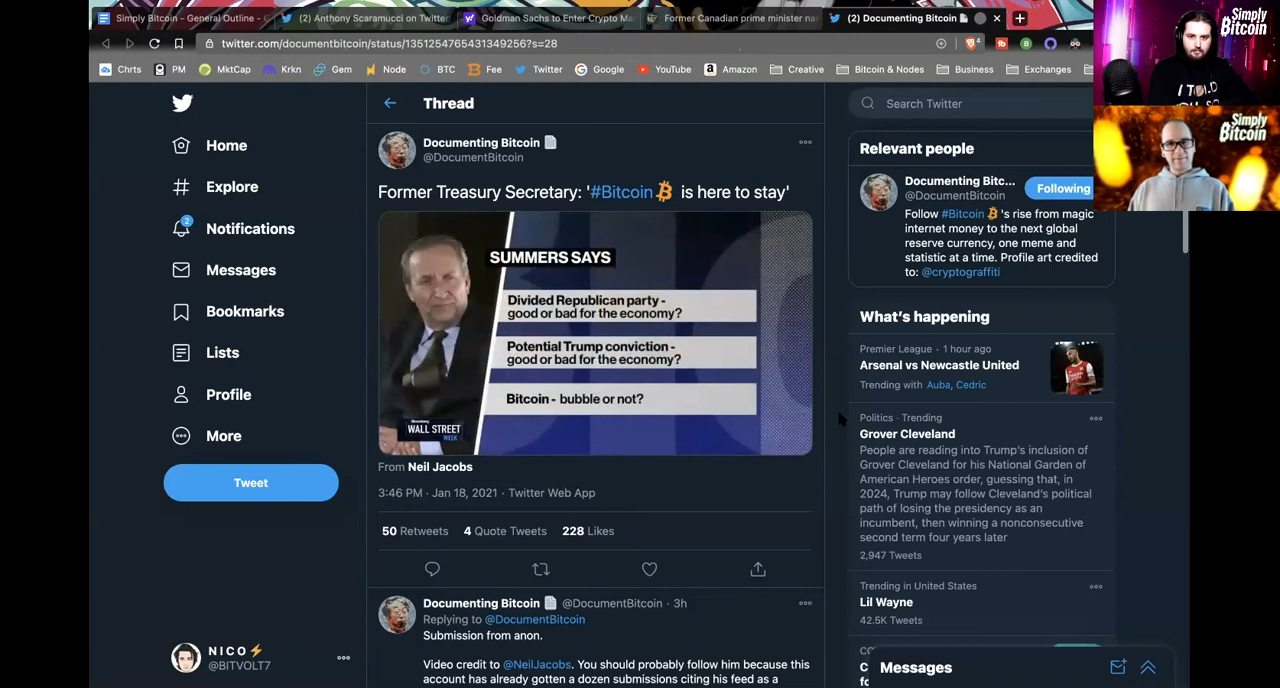 Simply Bitcoin - General Outline -
(2) Anthony Scaramucci on Twitter
Goldman Sachs to Enter Crypto Ma
Former Canadian prime minister na
(2) Documenting Bitcoin
twitter.com/documentbitcoin/status/1351254765431349256?s=28
Chrts
PM
MktCap
Krkn
Gem
Node
BTC
Fee
Twitter
Google
YouTube
Amazon
Creative
Bitcoin & Nodes
Business
Exchanges
Simply
Bitcoin
I TOLD
YOU SO
Simply
Bitcoin
Home
Explore
2
Notifications
Messages
Bookmarks
Lists
Profile
More
Tweet
NICO⚡
@BITVOLT7
Thread
Documenting Bitcoin
@DocumentBitcoin
Former Treasury Secretary: '#Bitcoin is here to stay'
SUMMERS SAYS
Divided Republican party -
good or bad for the economy?
Potential Trump conviction -
good or bad for the economy?
Bitcoin - bubble or not?
Bloomberg
WALL STREET
WEEK
From Neil Jacobs
3:46 PM · Jan 18, 2021 · Twitter Web App
50 Retweets 4 Quote Tweets 228 Likes
Documenting Bitcoin @DocumentBitcoin · 3h
Replying to @DocumentBitcoin
Submission from anon.
Video credit to @NeilJacobs. You should probably follow him because this
account has already gotten a dozen submissions citing his feed as a
Search Twitter
Relevant people
Documenting Bitc...
@DocumentBitcoin
Following
Follow #Bitcoin 's rise from magic
internet money to the next global
reserve currency, one meme and
statistic at a time. Profile art credited
to: @cryptograffiti
What's happening
Premier League · 1 hour ago
Arsenal vs Newcastle United
Trending with Auba, Cedric
Politics · Trending
Grover Cleveland
People are reading into Trump's inclusion of
Grover Cleveland for his National Garden of
American Heroes order, guessing that, in
2024, Trump may follow Cleveland's political
path of losing the presidency as an
incumbent, then winning a nonconsecutive
second term four years later
2,947 Tweets
Trending in United States
Lil Wayne
42.5K Tweets
Messages